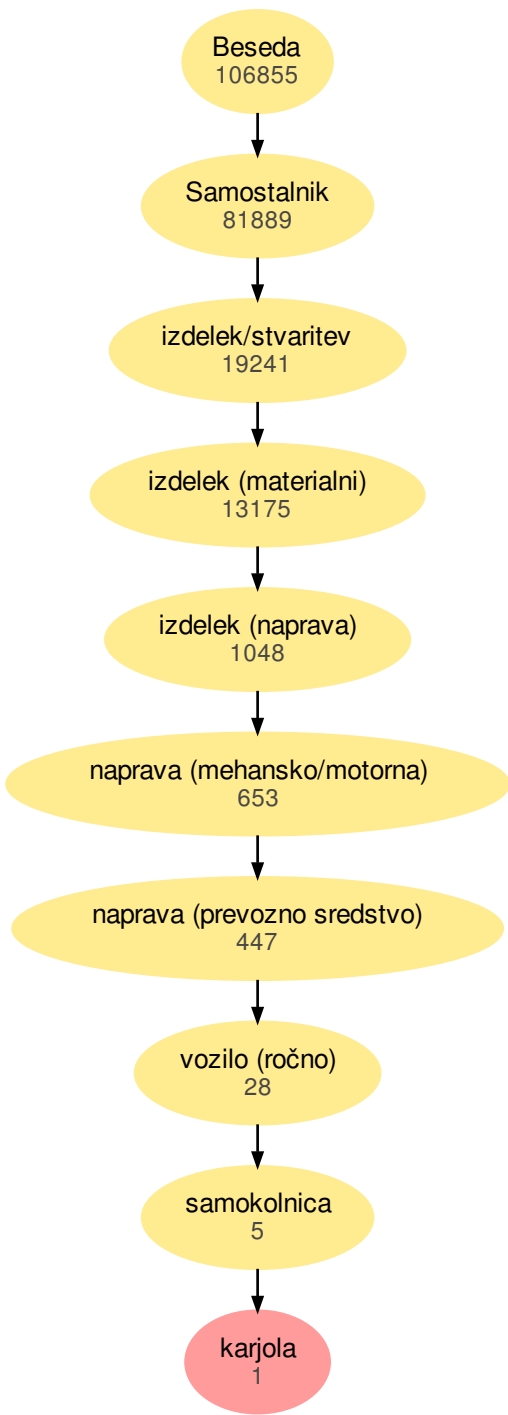 Beseda
106855
Samostalnik
81889
izdelek/stvaritev
19241
izdelek (materialni)
13175
izdelek (naprava)
1048
naprava (mehansko/motorna)
653
naprava (prevozno sredstvo)
447
vozilo (ročno)
28
samokolnica
5
karjola
1